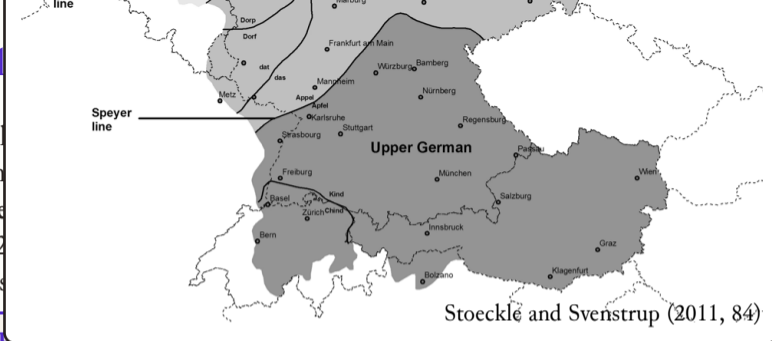 line
Marburg
Dorp
Dorf
Frankfurt am Main
dat
das
Würzburg
Bamberg
Metz
Mannheim
Appel
Apfel
Nürnberg
Speyer
line
Karlsruhe
Stuttgart
Regensburg
Strasbourg
Upper German
Passau
Freiburg
München
Wien
Basel
Kind
Chind
Zürich
Salzburg
Bern
Innsbruck
Graz
Bolzano
Klagenfurt
Stoeckle and Svenstrup (2011, 84)